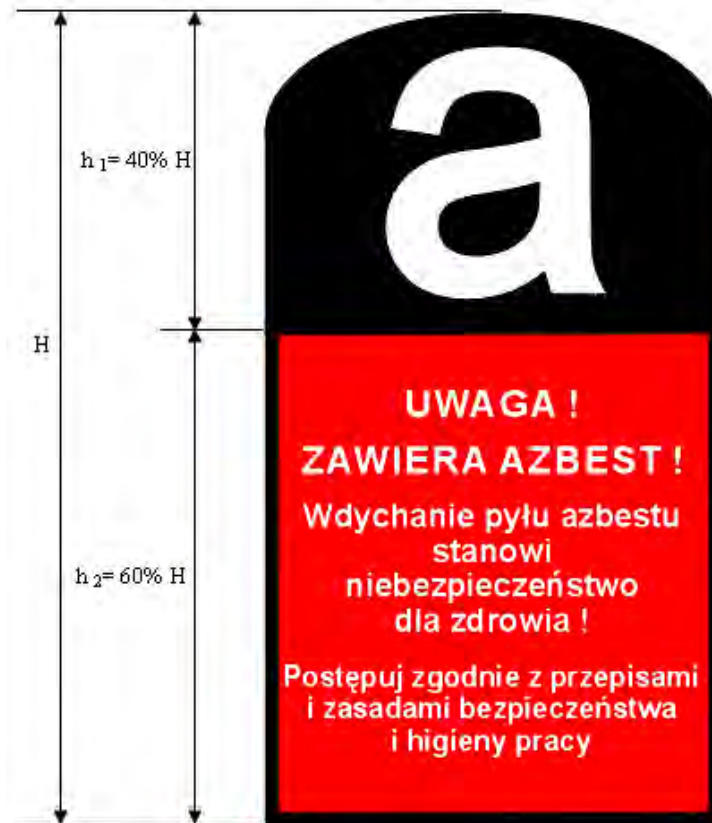 a
h 1= 40% H
H
UWAGA !
ZAWIERA AZBEST !
Wdychanie pyłu azbestu
stanowi
niebezpieczeństwo
dla zdrowia !
h 2= 60% H
Postępuj zgodnie z przepisami
i zasadami bezpieczeństwa
i higieny pracy